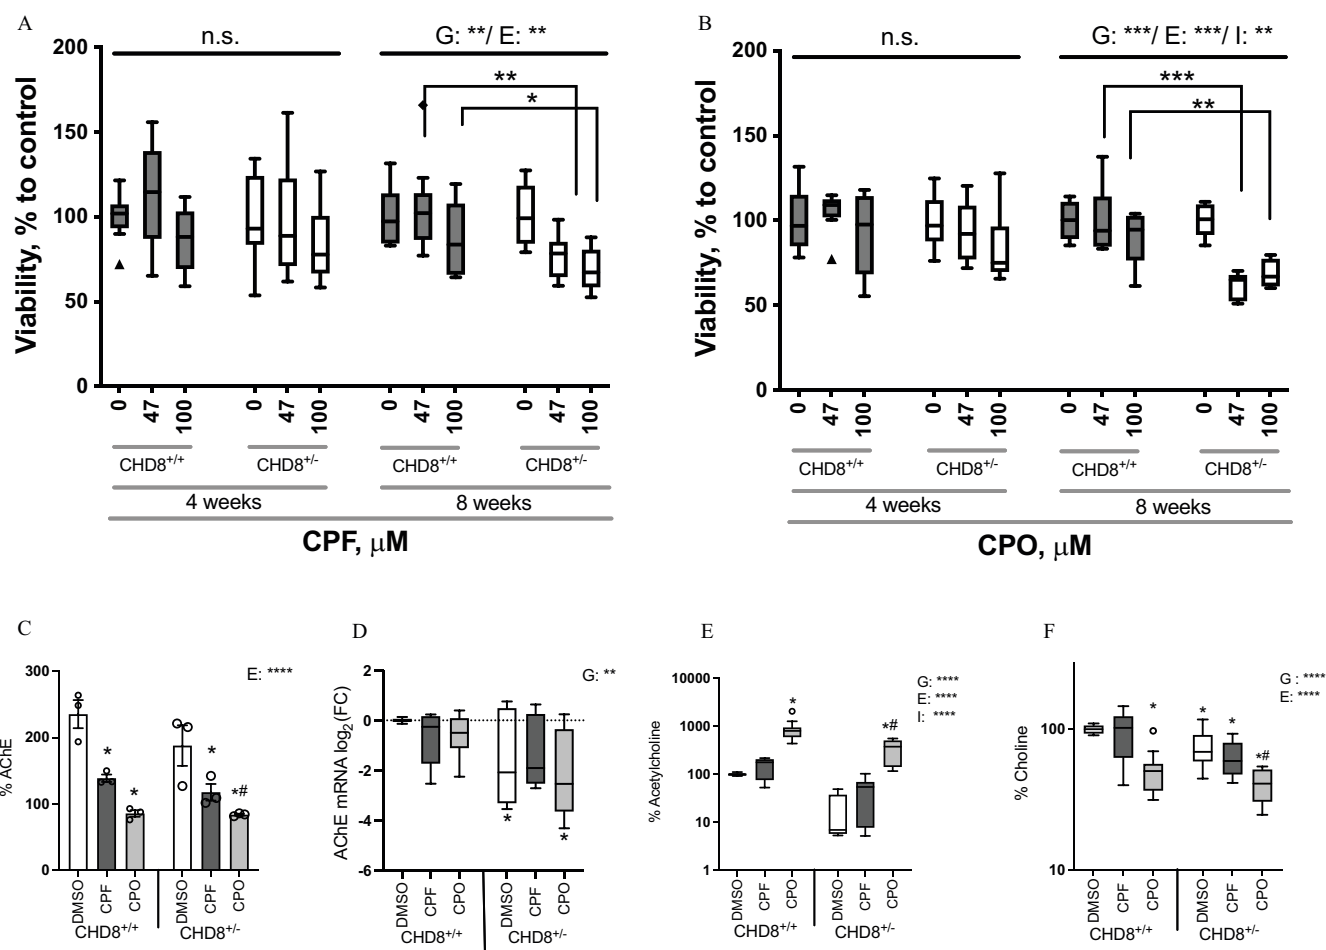 A
n.s.
G: **/ E: **
**
*
Viability, % to control
200
150
100
50
0
0 47 100 0 47 100 0 47 100 0 47 100
CHD8+/+ CHD8+/- CHD8+/+ CHD8+/-
4 weeks 8 weeks
CPF, µM
B
n.s.
G: ***/ E: ***/ I: **
***
**
Viability, % to control
200
150
100
50
0
0 47 100 0 47 100 0 47 100 0 47 100
CHD8+/+ CHD8+/- CHD8+/+ CHD8+/-
4 weeks 8 weeks
CPO, µM
C
E: ****
% AChE
300
200
100
0
* * * *#
DMSO CPF CPO DMSO CPF CPO
CHD8+/+ CHD8+/-
D
G: **
AChE mRNA log2(FC)
2
0
-2
-4
-6
* *
DMSO CPF CPO DMSO CPF CPO
CHD8+/+ CHD8+/-
E
G: ****
E: ****
I: ****
% Acetylcholine
10000
1000
100
10
1
* *#
DMSO CPF CPO DMSO CPF CPO
CHD8+/+ CHD8+/-
F
G : ****
E: ****
% Choline
100
10
* * * *#
DMSO CPF CPO DMSO CPF CPO
CHD8+/+ CHD8+/-